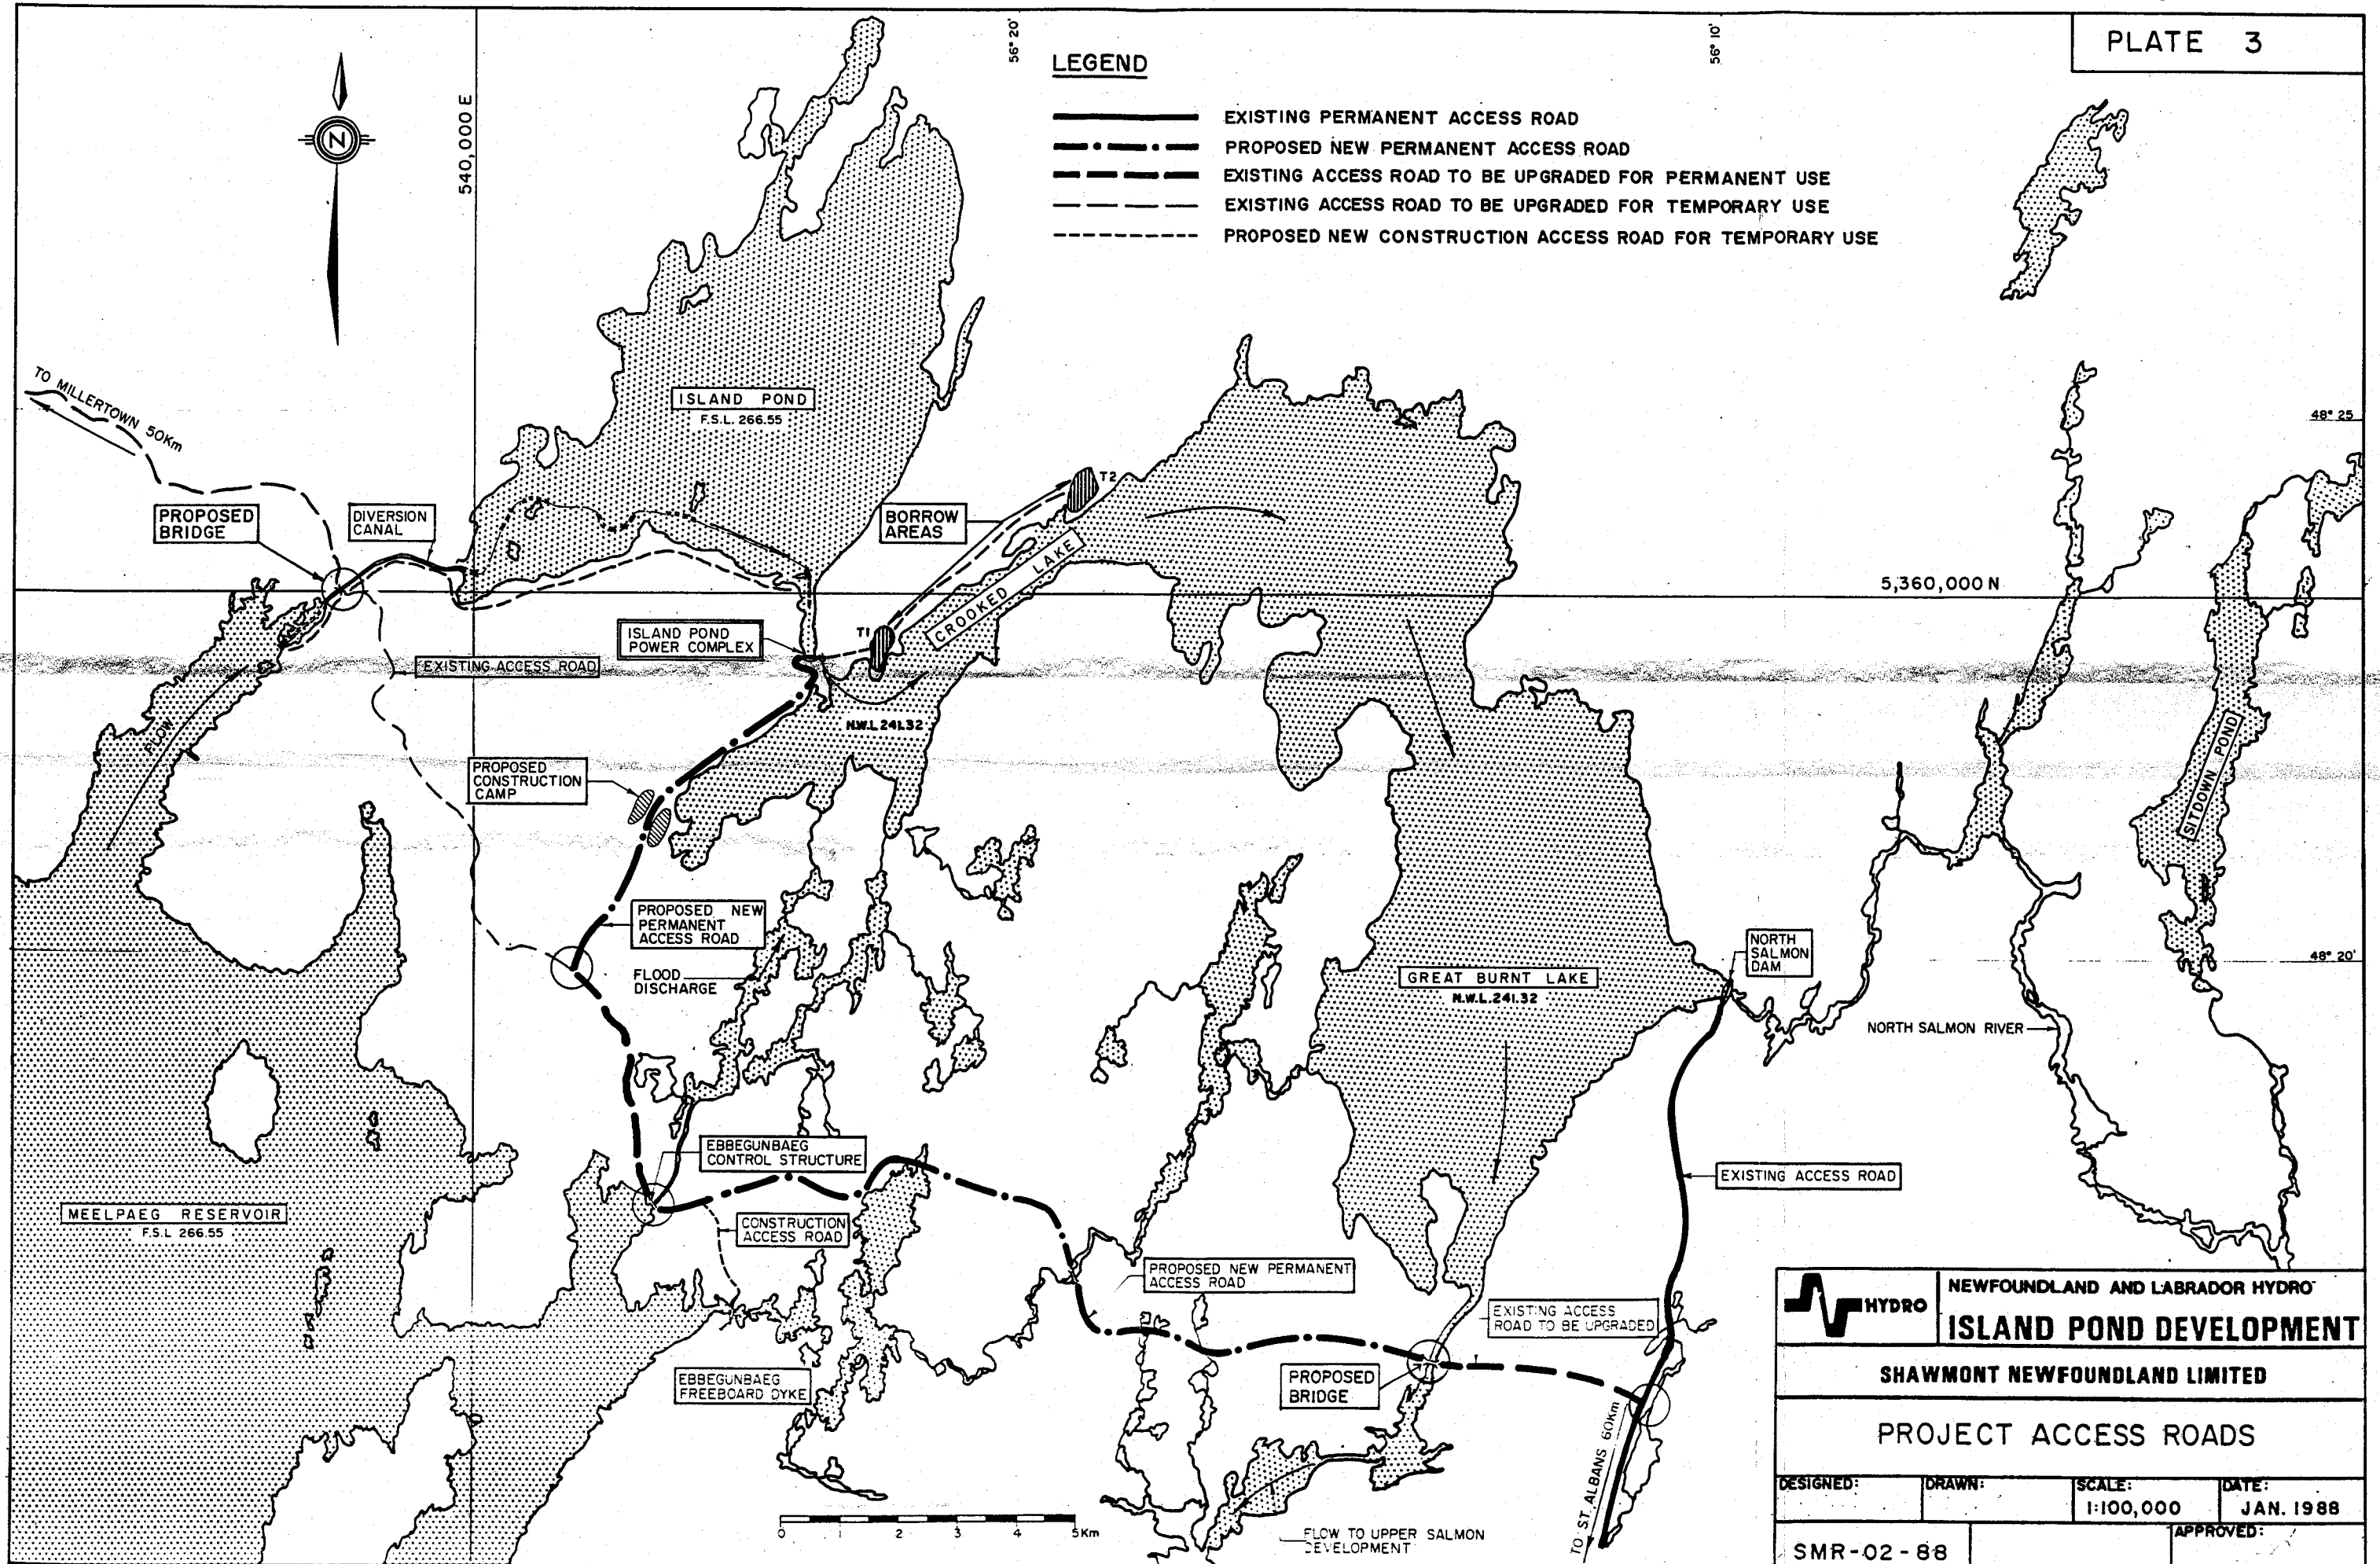 PLATE 3
56° 20'
56° 10'
540,000 E
N
LEGEND
EXISTING PERMANENT ACCESS ROAD
PROPOSED NEW PERMANENT ACCESS ROAD
EXISTING ACCESS ROAD TO BE UPGRADED FOR PERMANENT USE
EXISTING ACCESS ROAD TO BE UPGRADED FOR TEMPORARY USE
PROPOSED NEW CONSTRUCTION ACCESS ROAD FOR TEMPORARY USE
TO MILLERTOWN 50Km
ISLAND POND
F.S.L. 266.55
48° 25
PROPOSED
BRIDGE
DIVERSION
CANAL
BORROW
AREAS
T2
CROOKED LAKE
5,360,000 N
ISLAND POND
POWER COMPLEX
T1
EXISTING ACCESS ROAD
FLOW
N.W.L 241.32
SITDOWN POND
PROPOSED
CONSTRUCTION
CAMP
PROPOSED NEW
PERMANENT
ACCESS ROAD
FLOOD
DISCHARGE
GREAT BURNT LAKE
N.W.L. 241.32
NORTH
SALMON
DAM
48° 20'
NORTH SALMON RIVER
EBBEGUNBAEG
CONTROL STRUCTURE
EXISTING ACCESS ROAD
MEELPAEG RESERVOIR
F.S.L 266.55
CONSTRUCTION
ACCESS ROAD
PROPOSED NEW PERMANENT
ACCESS ROAD
EXISTING ACCESS
ROAD TO BE UPGRADED
EBBEGUNBAEG
FREEBOARD DYKE
PROPOSED
BRIDGE
TO ST. ALBANS 60Km
0 1 2 3 4 5Km
FLOW TO UPPER SALMON
DEVELOPMENT
HYDRO
NEWFOUNDLAND AND LABRADOR HYDRO
ISLAND POND DEVELOPMENT
SHAWMONT NEWFOUNDLAND LIMITED
PROJECT ACCESS ROADS
DESIGNED:
DRAWN:
SCALE:
1:100,000
DATE:
JAN. 1988
SMR-02-88
APPROVED: